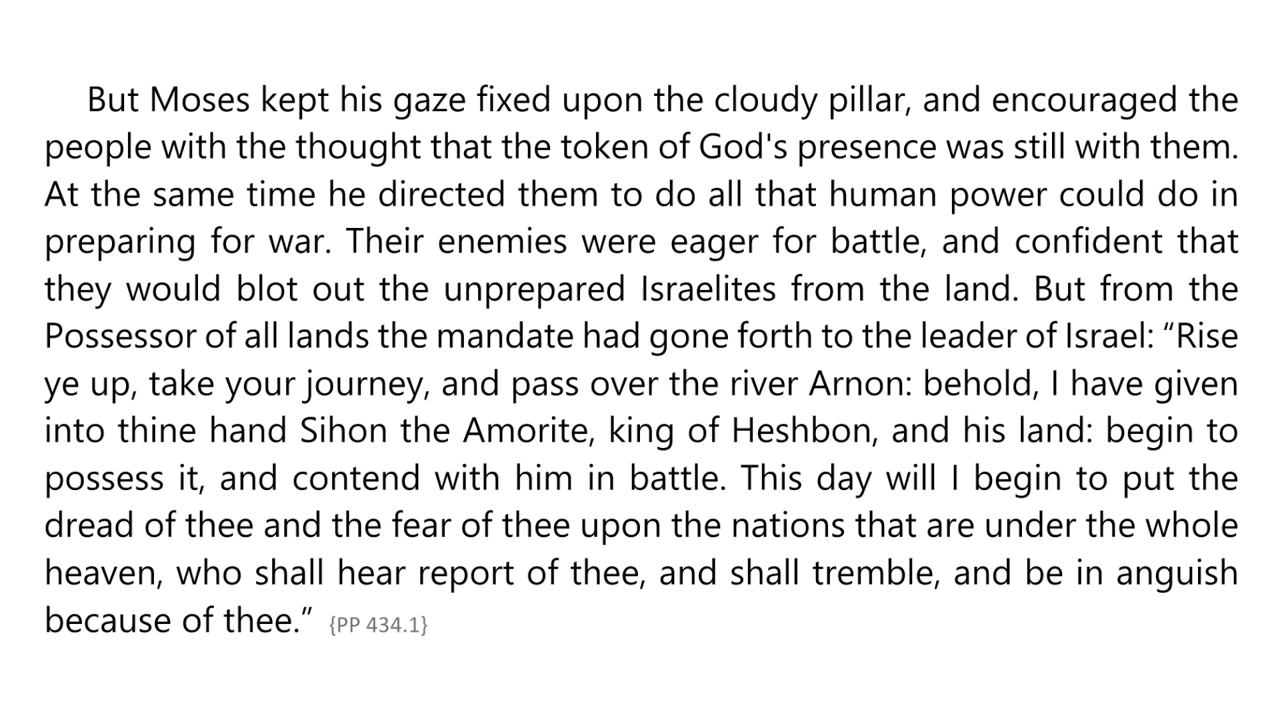 But Moses kept his gaze fixed upon the cloudy pillar, and encouraged the
people with the thought that the token of God's presence was still with them.
At the same time he directed them to do all that human power could do in
preparing for war. Their enemies were eager for battle, and confident that
they would blot out the unprepared Israelites from the land. But from the
Possessor of all lands the mandate had gone forth to the leader of Israel: “Rise
ye up, take your journey, and pass over the river Arnon: behold, I have given
into thine hand Sihon the Amorite, king of Heshbon, and his land: begin to
possess it, and contend with him in battle. This day will I begin to put the
dread of thee and the fear of thee upon the nations that are under the whole
heaven, who shall hear report of thee, and shall tremble, and be in anguish
because of thee.” {PP 434.1}